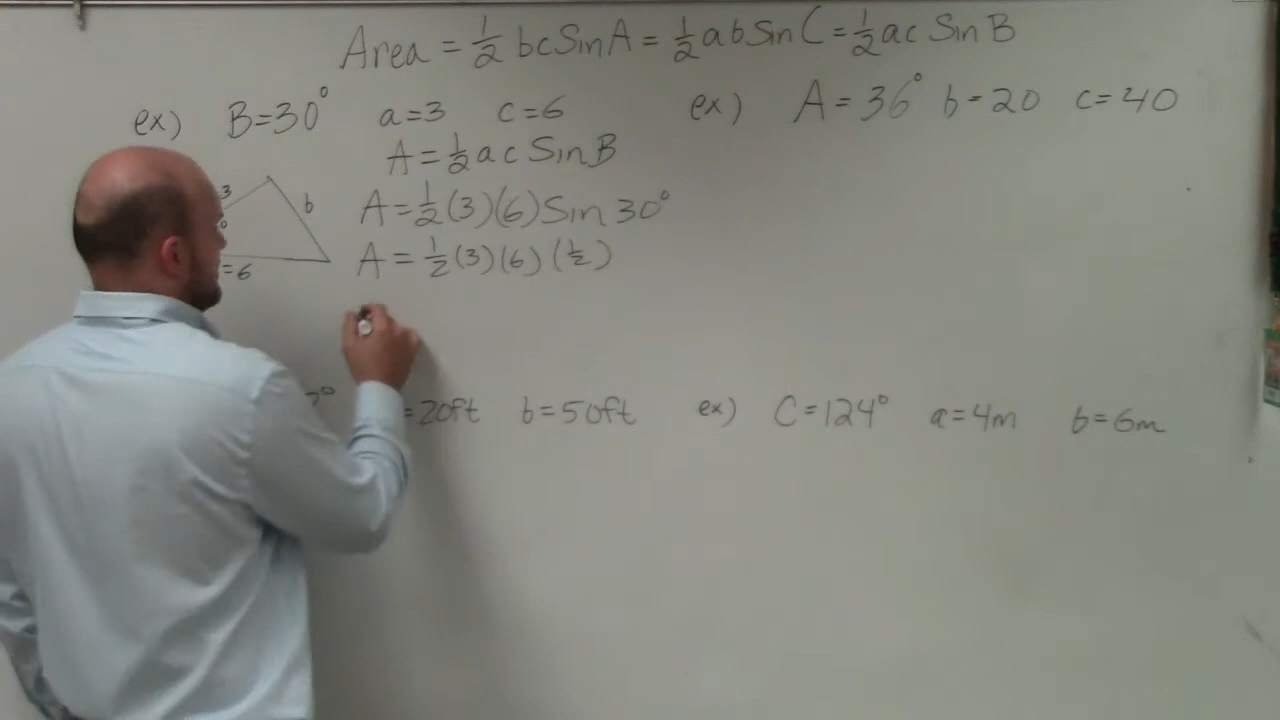 Area = 1/2 bc Sin A = 1/2 ab Sin C = 1/2 ac Sin B
ex) B=30° a=3 c=6
A = 1/2 ac Sin B
3
b
=6
A = 1/2 (3)(6) Sin 30°
A = 1/2 (3)(6)(1/2)
ex) A = 36° b=20 c=40
=20ft b=50ft
ex) C=124° a=4m b=6m